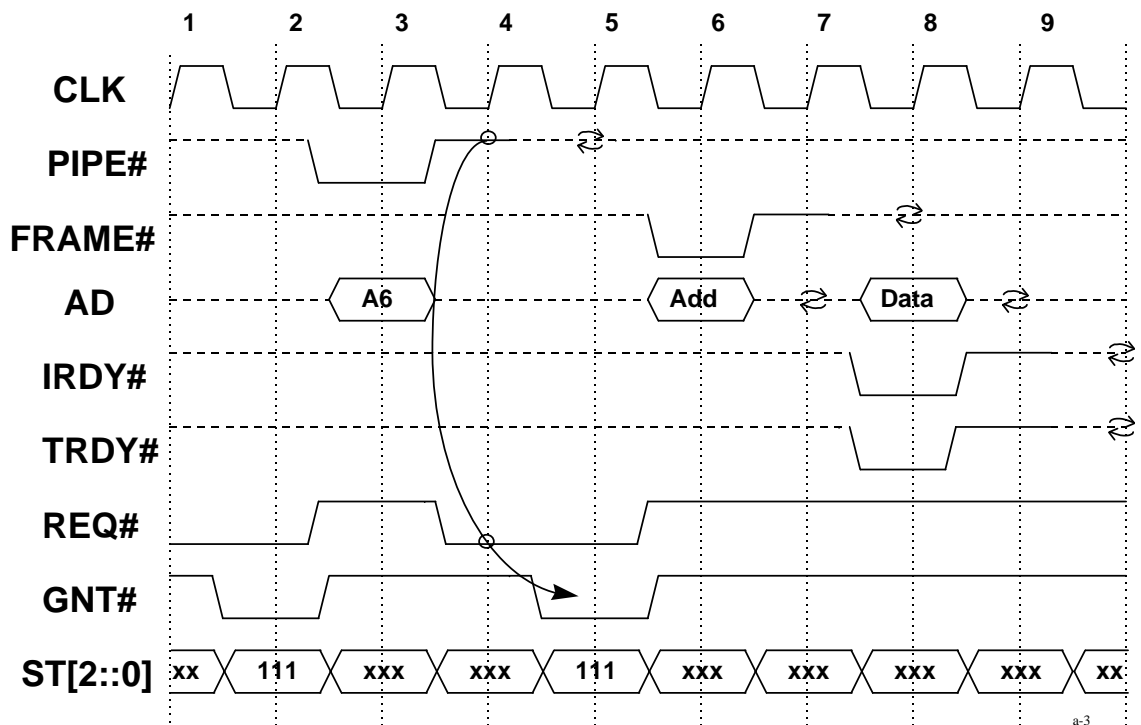 1 2 3 4 5 6 7 8 9
CLK
PIPE#
FRAME#
AD A6 Add Data
IRDY#
TRDY#
REQ#
GNT#
ST[2::0] xx 111 xxx xxx 111 xxx xxx xxx xxx xx
a-3